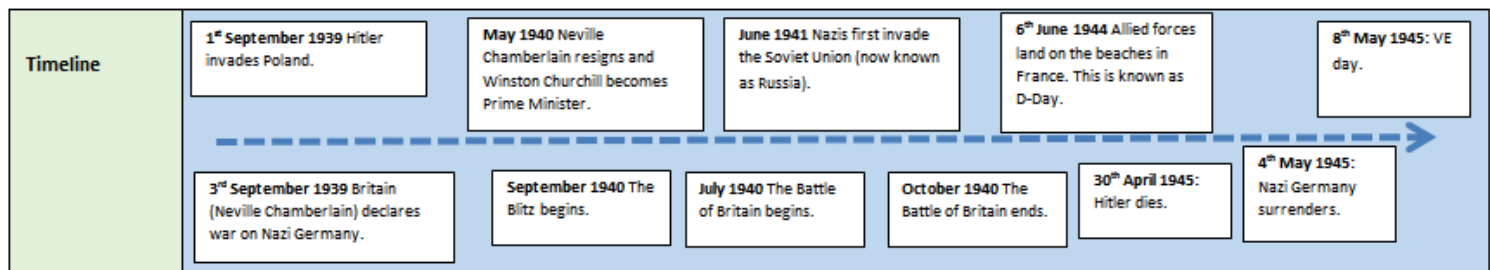 Timeline
1st September 1939 Hitler
invades Poland.
May 1940 Neville
Chamberlain resigns and
Winston Churchill becomes
Prime Minister.
June 1941 Nazis first invade
the Soviet Union (now known
as Russia).
6th June 1944 Allied forces
land on the beaches in
France. This is known as
D-Day.
8th May 1945: VE
day.
3rd September 1939 Britain
(Neville Chamberlain) declares
war on Nazi Germany.
September 1940 The
Blitz begins.
July 1940 The Battle
of Britain begins.
October 1940 The
Battle of Britain ends.
30th April 1945:
Hitler dies.
4th May 1945:
Nazi Germany
surrenders.